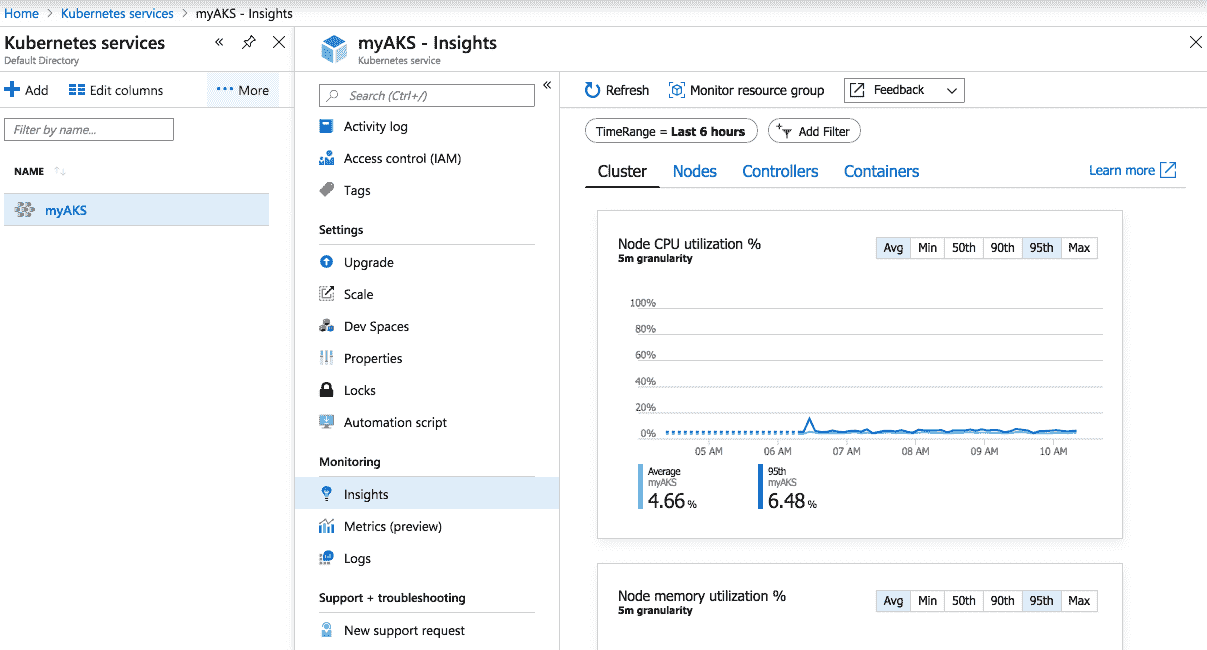 Home > Kubernetes services > myAKS - Insights
Kubernetes services
Default Directory
Add Edit columns ··· More
Filter by name...
NAME
myAKS
myAKS - Insights
Kubernetes service
Search (Ctrl+/)
Activity log
Access control (IAM)
Tags
Settings
Upgrade
Scale
Dev Spaces
Properties
Locks
Automation script
Monitoring
Insights
Metrics (preview)
Logs
Support + troubleshooting
New support request
Refresh Monitor resource group Feedback
TimeRange = Last 6 hours Add Filter
Cluster Nodes Controllers Containers Learn more
Node CPU utilization %
5m granularity
Avg Min 50th 90th 95th Max
100%
80%
60%
40%
20%
0%
05 AM 06 AM 07 AM 08 AM 09 AM 10 AM
Average
myAKS
4.66 %
95th
myAKS
6.48 %
Node memory utilization %
5m granularity
Avg Min 50th 90th 95th Max